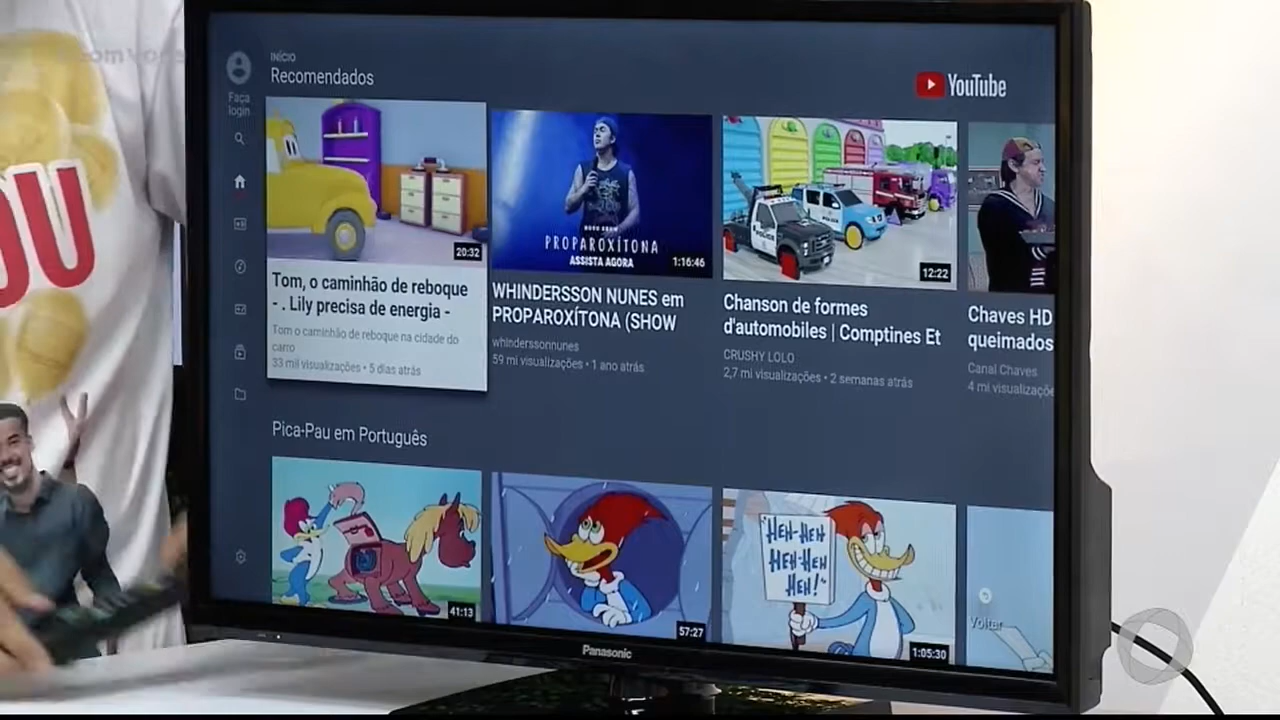 INÍCIO
Recomendados
YouTube
Faça
login
20:32
Tom, o caminhão de reboque
- . Lily precisa de energia -
Tom o caminhão de reboque na cidade do
carro
33 mil visualizações • 5 dias atrás
NOVO SHOW
PROPAROXÍTONA
ASSISTA AGORA
1:16:46
WHINDERSSON NUNES em
PROPAROXÍTONA (SHOW
whinderssonnunes
59 mi visualizações • 1 ano atrás
12:22
Chanson de formes
d'automobiles | Comptines Et
CRUSHY LOLO
2,7 mi visualizações • 2 semanas atrás
Chaves HD
queimados
Canal Chaves
4 mi visualizaçõe
Pica-Pau em Português
41:13
57:27
HEH-HEH
HEH-HEH
HEH!
1:05:30
Voltar
Panasonic
OU